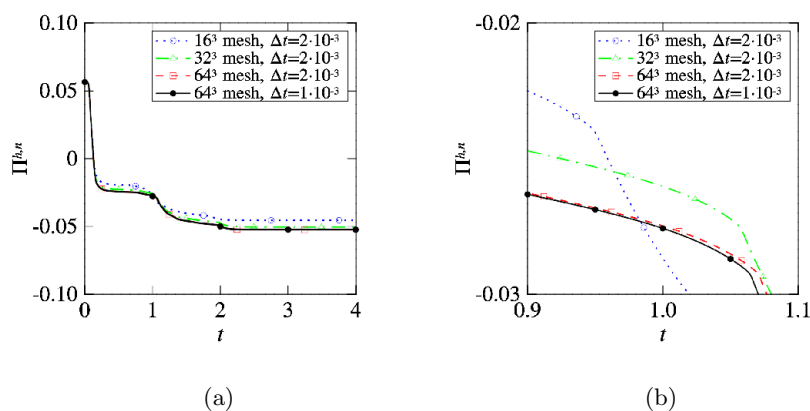 0.10
0.05
0
-0.05
-0.10
Π^{h,n}
16³ mesh, Δt=2·10⁻³
32³ mesh, Δt=2·10⁻³
64³ mesh, Δt=2·10⁻³
64³ mesh, Δt=1·10⁻³
0 1 2 3 4
t
(a)
-0.02
-0.03
Π^{h,n}
16³ mesh, Δt=2·10⁻³
32³ mesh, Δt=2·10⁻³
64³ mesh, Δt=2·10⁻³
64³ mesh, Δt=1·10⁻³
0.9 1.0 1.1
t
(b)